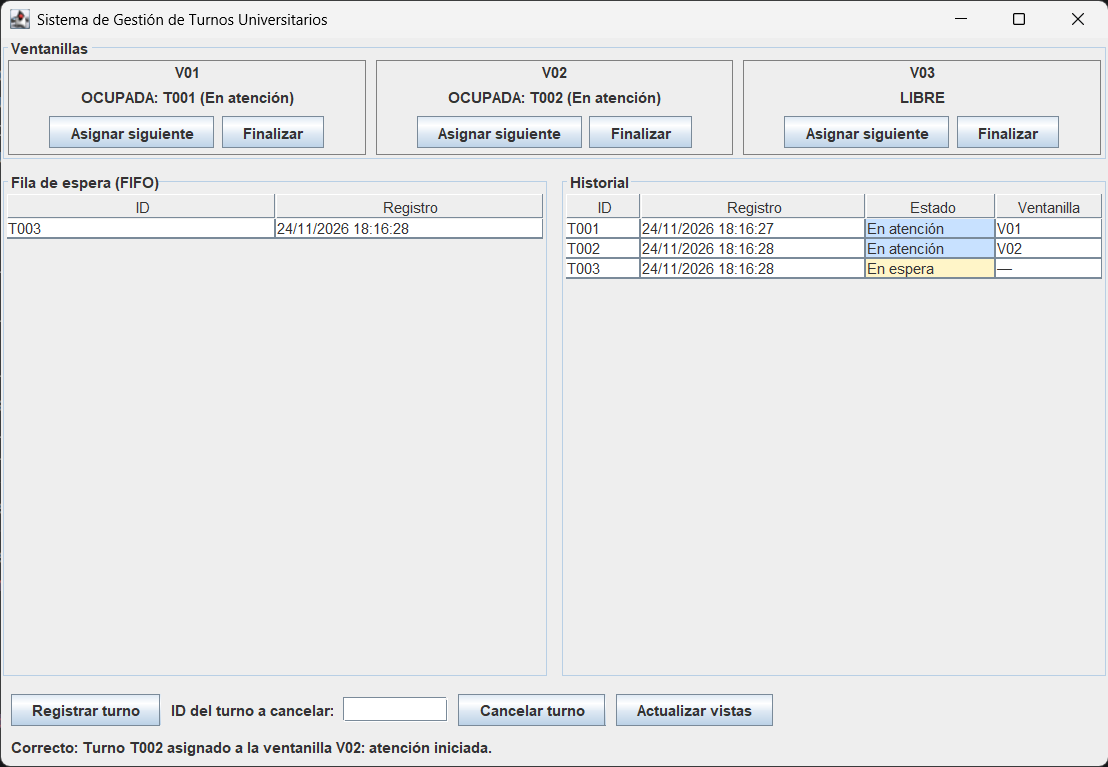 Sistema de Gestión de Turnos Universitarios
Ventanillas
V01 V02 V03
OCUPADA: T001 (En atención) OCUPADA: T002 (En atención) LIBRE
Asignar siguiente Finalizar Asignar siguiente Finalizar Asignar siguiente Finalizar
Fila de espera (FIFO)
ID Registro
T003 24/11/2026 18:16:28
Historial
ID Registro Estado Ventanilla
T001 24/11/2026 18:16:27 En atención V01
T002 24/11/2026 18:16:28 En atención V02
T003 24/11/2026 18:16:28 En espera —
Registrar turno ID del turno a cancelar: Cancelar turno Actualizar vistas
Correcto: Turno T002 asignado a la ventanilla V02: atención iniciada.